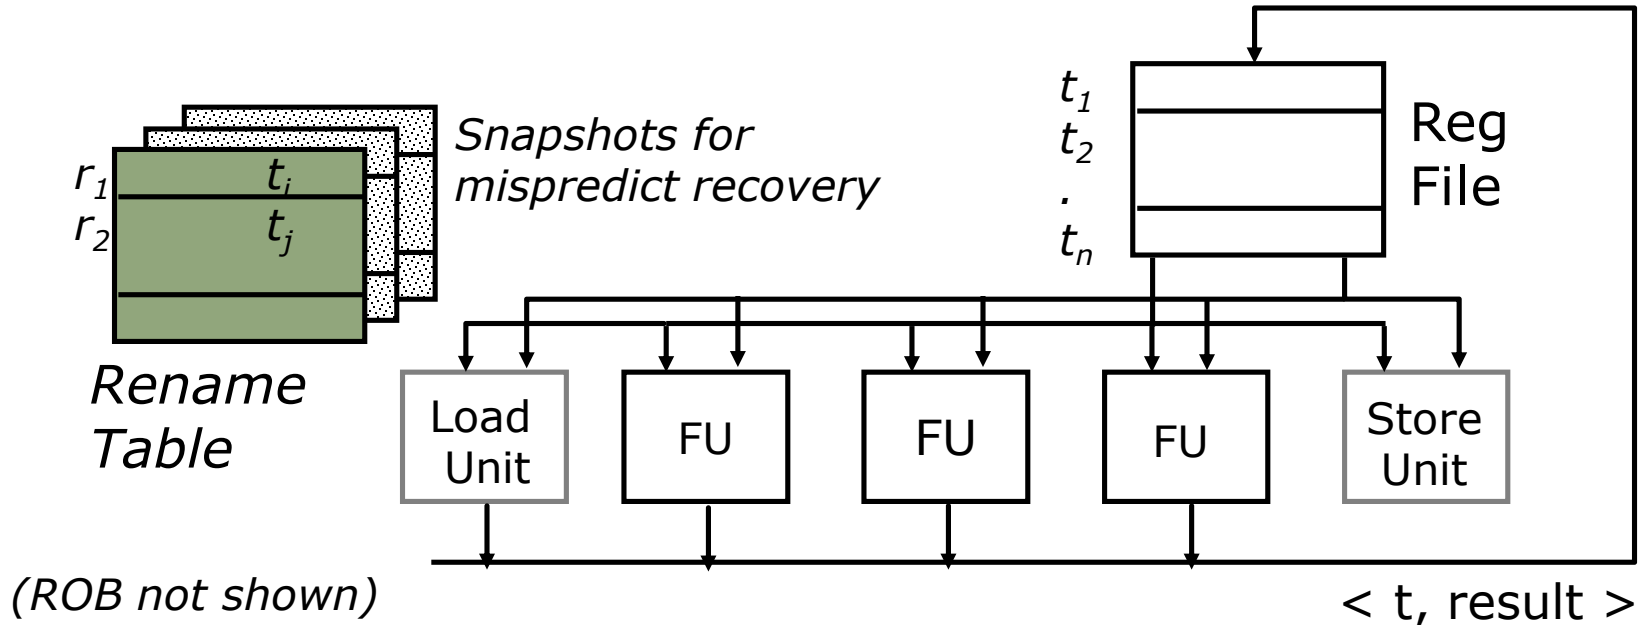 r1 ti
r2 tj
Snapshots for
mispredict recovery
t1
t2
.
tn
Reg
File
Rename
Table
Load
Unit
FU
FU
FU
Store
Unit
(ROB not shown)
< t, result >